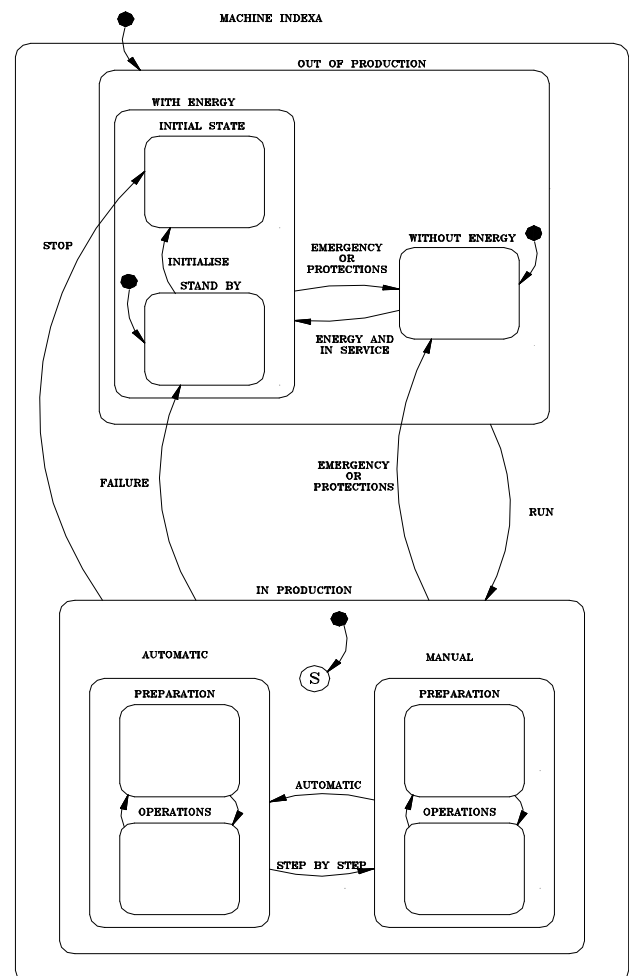 MACHINE INDEXA
OUT OF PRODUCTION
WITH ENERGY
INITIAL STATE
STOP
INITIALISE
STAND BY
EMERGENCY
OR
PROTECTIONS
WITHOUT ENERGY
ENERGY AND
IN SERVICE
FAILURE
EMERGENCY
OR
PROTECTIONS
RUN
IN PRODUCTION
S
AUTOMATIC
MANUAL
PREPARATION
PREPARATION
AUTOMATIC
OPERATIONS
OPERATIONS
STEP BY STEP